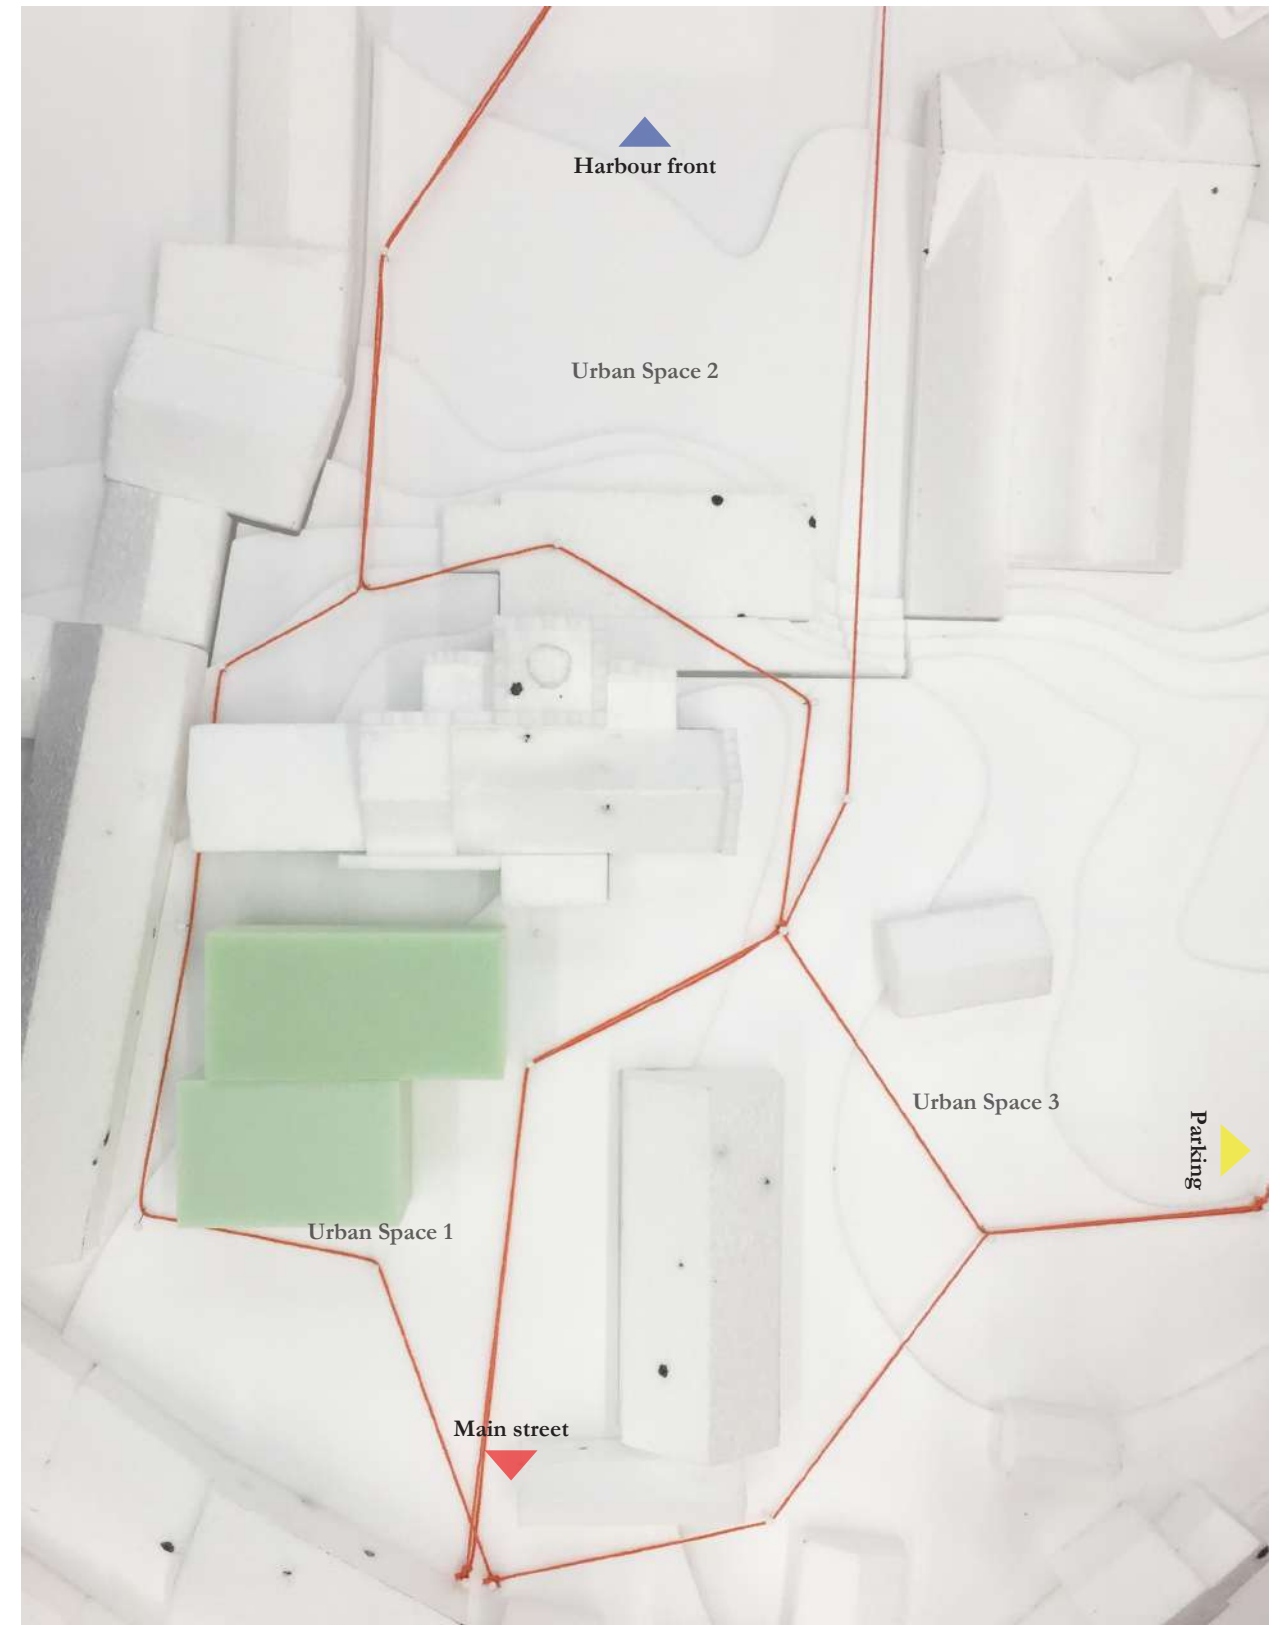 Harbour front
Urban Space 2
Urban Space 3
Parking
Urban Space 1
Main street